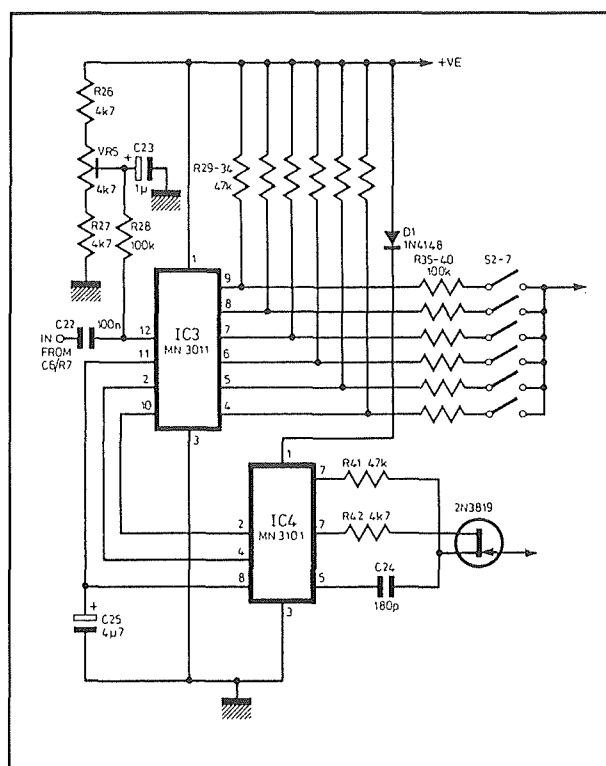 +VE
R26
4k7
VR5
4k7
+
C23
1µ
R27
4k7
R28
100k
R29-34
47k
D1
1N4148
R35-40
100k
S2-7
1
9
8
7
6
5
4
C22
100n
IN
FROM
C6/R7
12
11
2
10
IC3
MN 3011
3
1
7
R41 47k
7
R42 4k7
2N3819
IC4
MN 3101
2
4
8
5
C24
180p
3
+
C25
4µ7